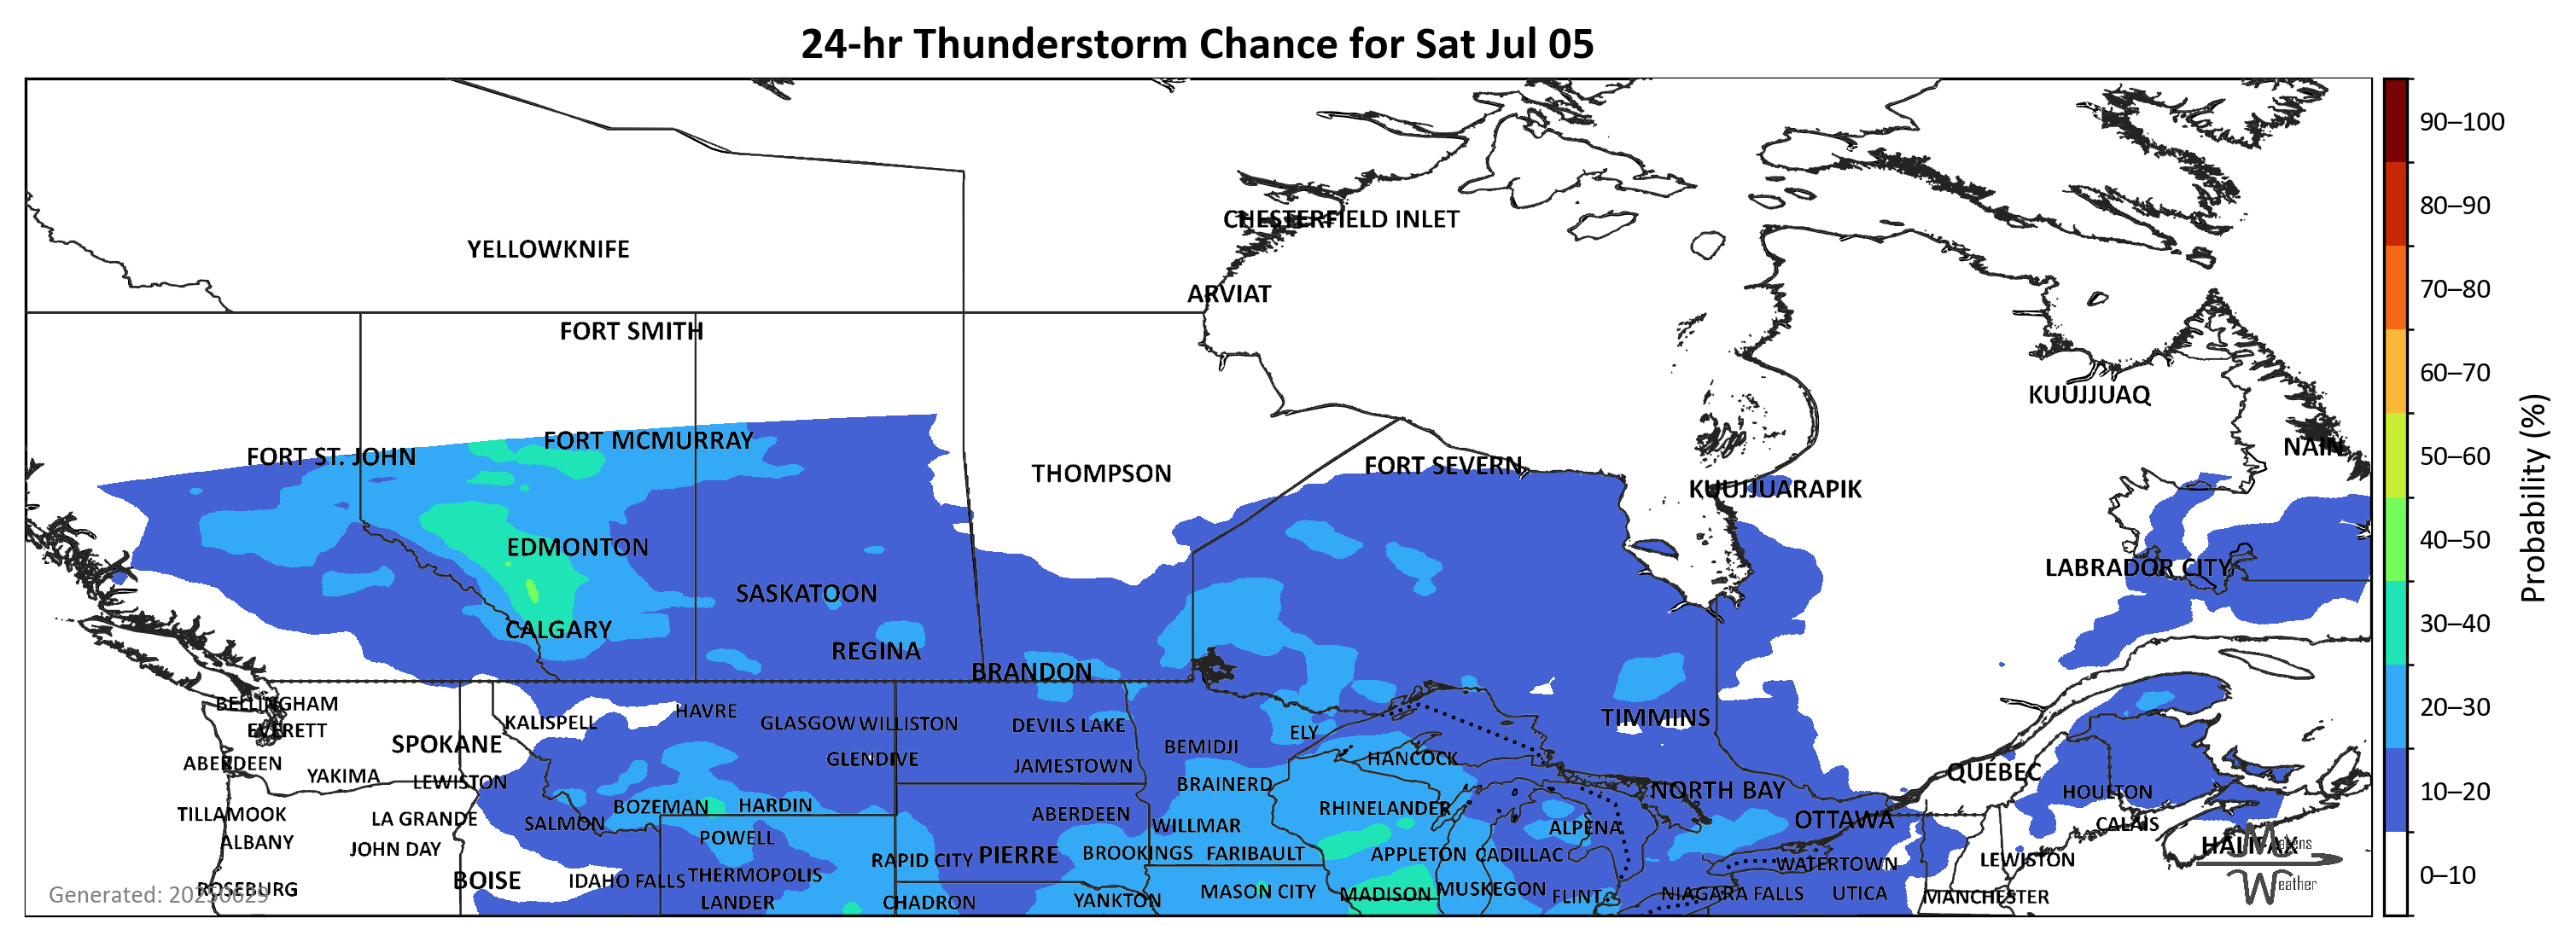 24-hr Thunderstorm Chance for Sat Jul 05
90–100
80–90
CHESTERFIELD INLET
YELLOWKNIFE
70–80
ARVIAT
FORT SMITH
60–70
KUUJJUAQ
FORT MCMURRAY
NAIN
50–60
FORT ST. JOHN
FORT SEVERN
THOMPSON
KUUJJUARAPIK
Probability (%)
40–50
EDMONTON
LABRADOR CITY
SASKATOON
30–40
CALGARY
REGINA
BRANDON
20–30
BELLINGHAM
HAVRE
TIMMINS
KALISPELL
GLASGOW
WILLISTON
DEVILS LAKE
EVERETT
ELY
SPOKANE
BEMIDJI
GLENDIVE
HANCOCK
ABERDEEN
JAMESTOWN
QUÉBEC
YAKIMA
LEWISTON
BRAINERD
NORTH BAY
HOULTON
10–20
BOZEMAN
HARDIN
RHINELANDER
TILLAMOOK
ABERDEEN
LA GRANDE
OTTAWA
SALMON
WILLMAR
CALAIS
ALPENA
POWELL
ALBANY
HALIFAX
Makens
Weather
JOHN DAY
BROOKINGS
FARIBAULT
APPLETON
CADILLAC
PIERRE
RAPID CITY
LEWISTON
WATERTOWN
THERMOPOLIS
0–10
BOISE
IDAHO FALLS
ROSEBURG
MUSKEGON
MASON CITY
MADISON
NIAGARA FALLS
UTICA
Generated: 20250629
FLINT
MANCHESTER
YANKTON
LANDER
CHADRON